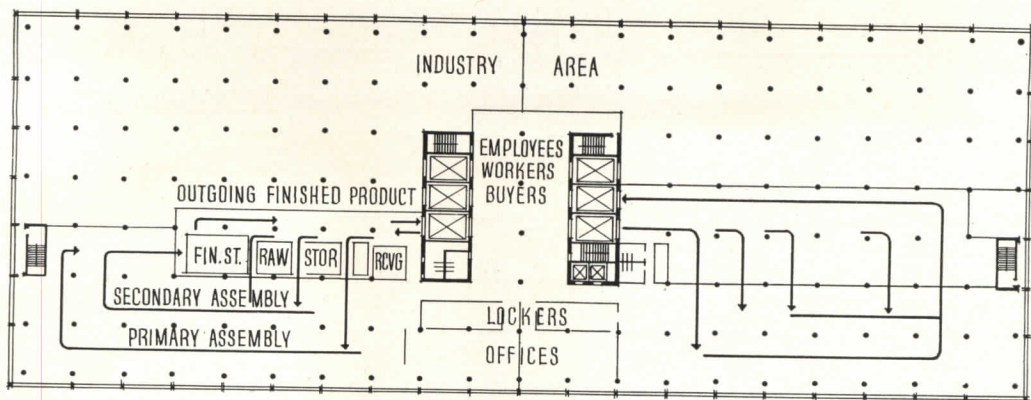 INDUSTRY AREA
EMPLOYEES
WORKERS
BUYERS
OUTGOING FINISHED PRODUCT
FIN. ST. RAW STOR RCVG
SECONDARY ASSEMBLY
LOCKERS
PRIMARY ASSEMBLY
OFFICES